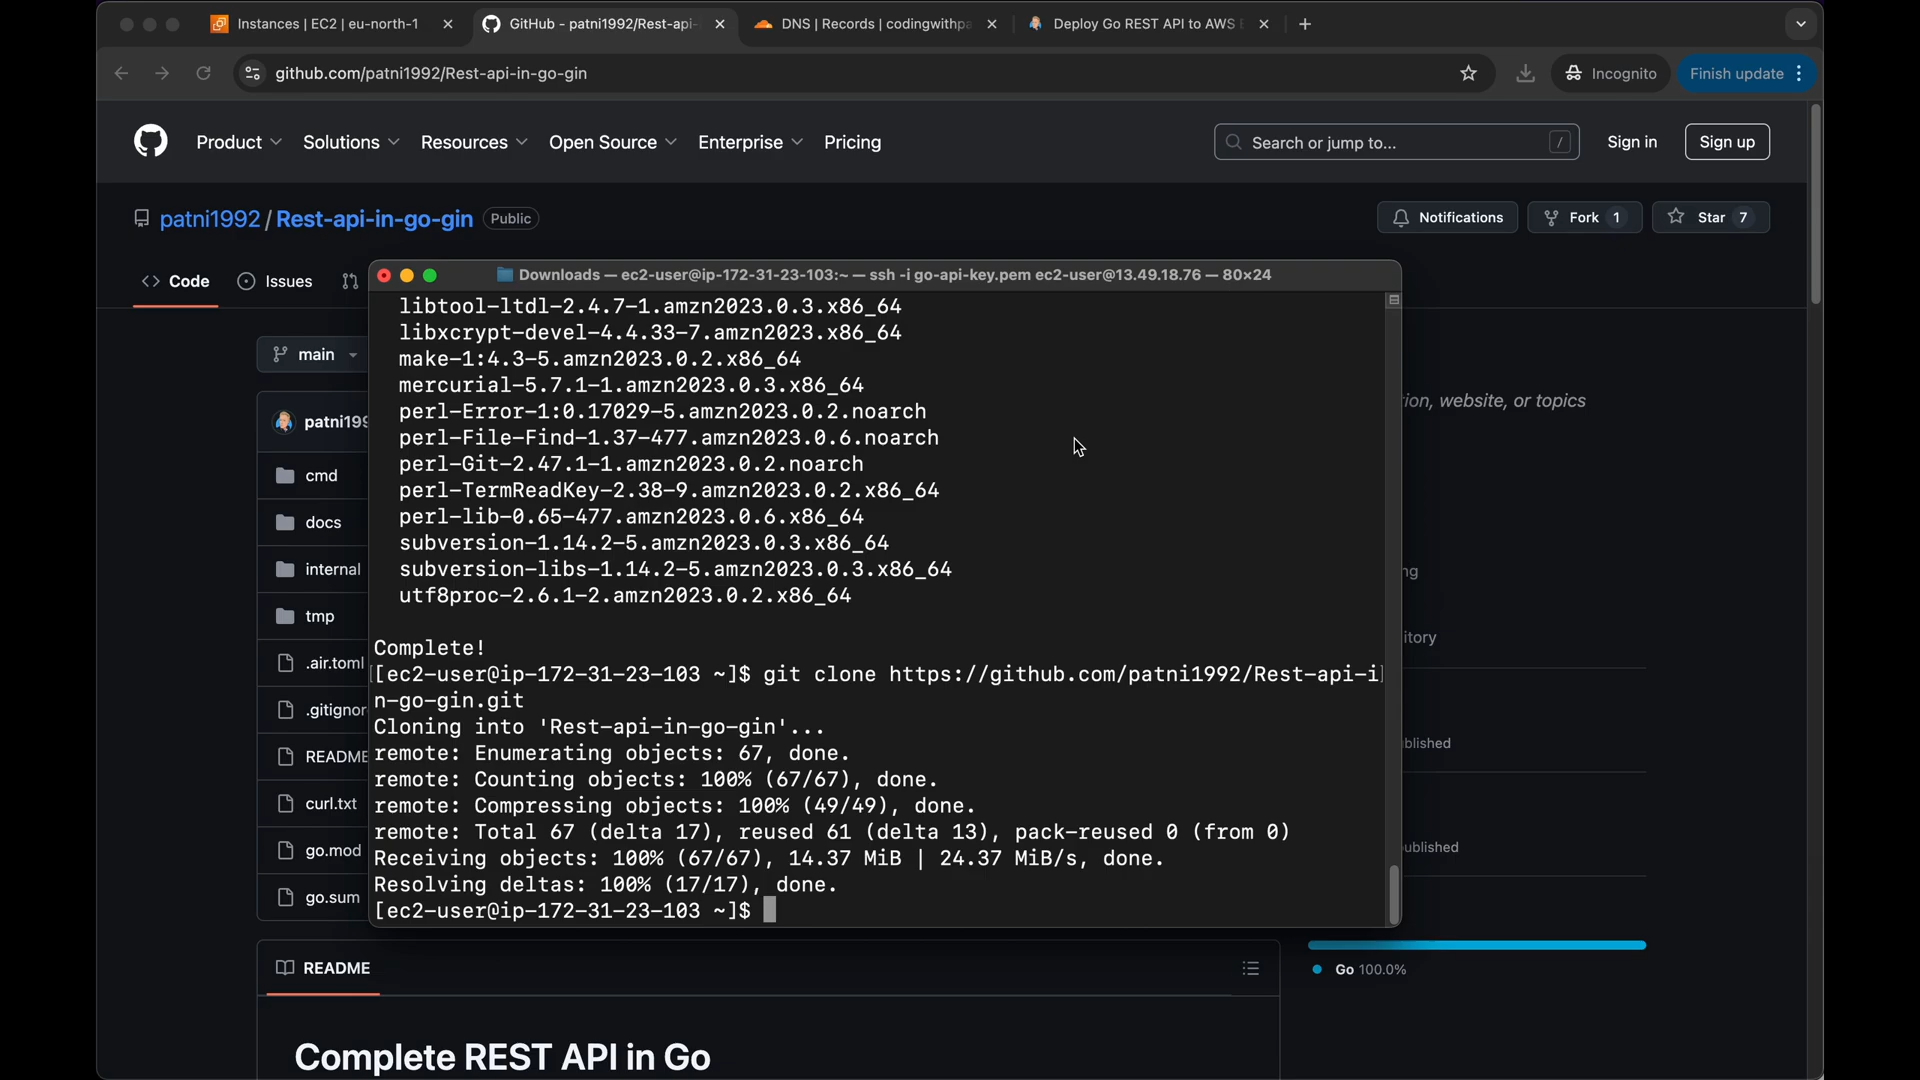 Instances | EC2 | eu-north-1
GitHub - patni1992/Rest-api-
DNS | Records | codingwithpa
Deploy Go REST API to AWS E
github.com/patni1992/Rest-api-in-go-gin
Incognito
Finish update
Product
Solutions
Resources
Open Source
Enterprise
Pricing
Search or jump to...
/
Sign in
Sign up
patni1992/Rest-api-in-go-gin
Public
Notifications
Fork 1
Star 7
Code
Issues
Downloads — ec2-user@ip-172-31-23-103:~ — ssh -i go-api-key.pem ec2-user@13.49.18.76 — 80×24
libtool-ltdl-2.4.7-1.amzn2023.0.3.x86_64
libxcrypt-devel-4.4.33-7.amzn2023.x86_64
make-1:4.3-5.amzn2023.0.2.x86_64
mercurial-5.7.1-1.amzn2023.0.3.x86_64
perl-Error-1:0.17029-5.amzn2023.0.2.noarch
perl-File-Find-1.37-477.amzn2023.0.6.noarch
perl-Git-2.47.1-1.amzn2023.0.2.noarch
perl-TermReadKey-2.38-9.amzn2023.0.2.x86_64
perl-lib-0.65-477.amzn2023.0.6.x86_64
subversion-1.14.2-5.amzn2023.0.3.x86_64
subversion-libs-1.14.2-5.amzn2023.0.3.x86_64
utf8proc-2.6.1-2.amzn2023.0.2.x86_64
Complete!
[[ec2-user@ip-172-31-23-103 ~]$ git clone https://github.com/patni1992/Rest-api-i]
n-go-gin.git
Cloning into 'Rest-api-in-go-gin'...
remote: Enumerating objects: 67, done.
remote: Counting objects: 100% (67/67), done.
remote: Compressing objects: 100% (49/49), done.
remote: Total 67 (delta 17), reused 61 (delta 13), pack-reused 0 (from 0)
Receiving objects: 100% (67/67), 14.37 MiB | 24.37 MiB/s, done.
Resolving deltas: 100% (17/17), done.
[ec2-user@ip-172-31-23-103 ~]$
main
patni199
cmd
docs
internal
tmp
.air.toml
.gitignor
README
curl.txt
go.mod
go.sum
ion, website, or topics
ng
itory
blished
ublished
Go 100.0%
README
Complete REST API in Go